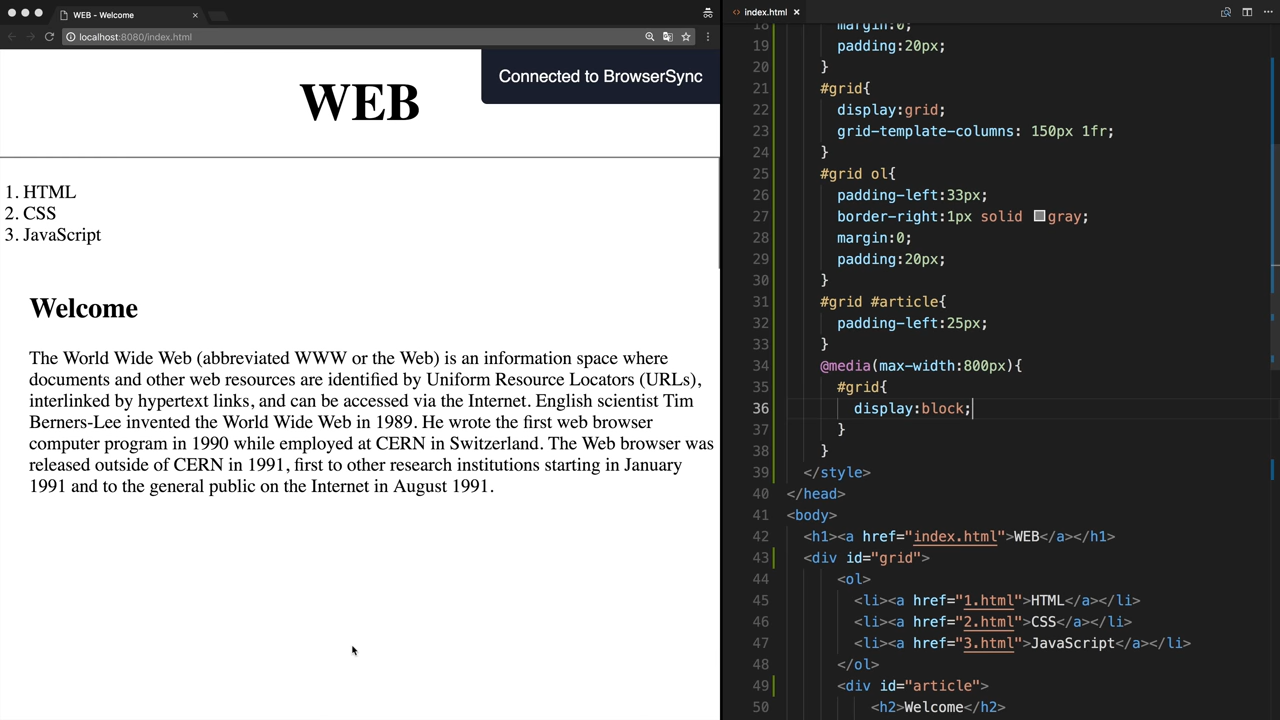 WEB - Welcome
localhost:8080/index.html
Connected to BrowserSync
WEB
1. HTML
2. CSS
3. JavaScript
Welcome
The World Wide Web (abbreviated WWW or the Web) is an information space where
documents and other web resources are identified by Uniform Resource Locators (URLs),
interlinked by hypertext links, and can be accessed via the Internet. English scientist Tim
Berners-Lee invented the World Wide Web in 1989. He wrote the first web browser
computer program in 1990 while employed at CERN in Switzerland. The Web browser was
released outside of CERN in 1991, first to other research institutions starting in January
1991 and to the general public on the Internet in August 1991.
index.html
18 margin:0;
19 padding:20px;
20 }
21 #grid{
22 display:grid;
23 grid-template-columns: 150px 1fr;
24 }
25 #grid ol{
26 padding-left:33px;
27 border-right:1px solid gray;
28 margin:0;
29 padding:20px;
30 }
31 #grid #article{
32 padding-left:25px;
33 }
34 @media(max-width:800px){
35 #grid{
36 display:block;
37 }
38 }
39 </style>
40 </head>
41 <body>
42 <h1><a href="index.html">WEB</a></h1>
43 <div id="grid">
44 <ol>
45 <li><a href="1.html">HTML</a></li>
46 <li><a href="2.html">CSS</a></li>
47 <li><a href="3.html">JavaScript</a></li>
48 </ol>
49 <div id="article">
50 <h2>Welcome</h2>